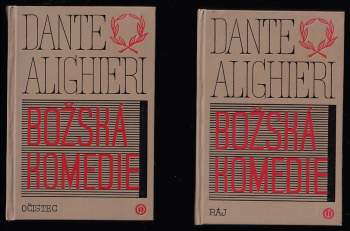 DANTE
ALIGHIERI
BOŽSKÁ
KOMEDIE
OČISTEC
DANTE
ALIGHIERI
BOŽSKÁ
KOMEDIE
RÁJ